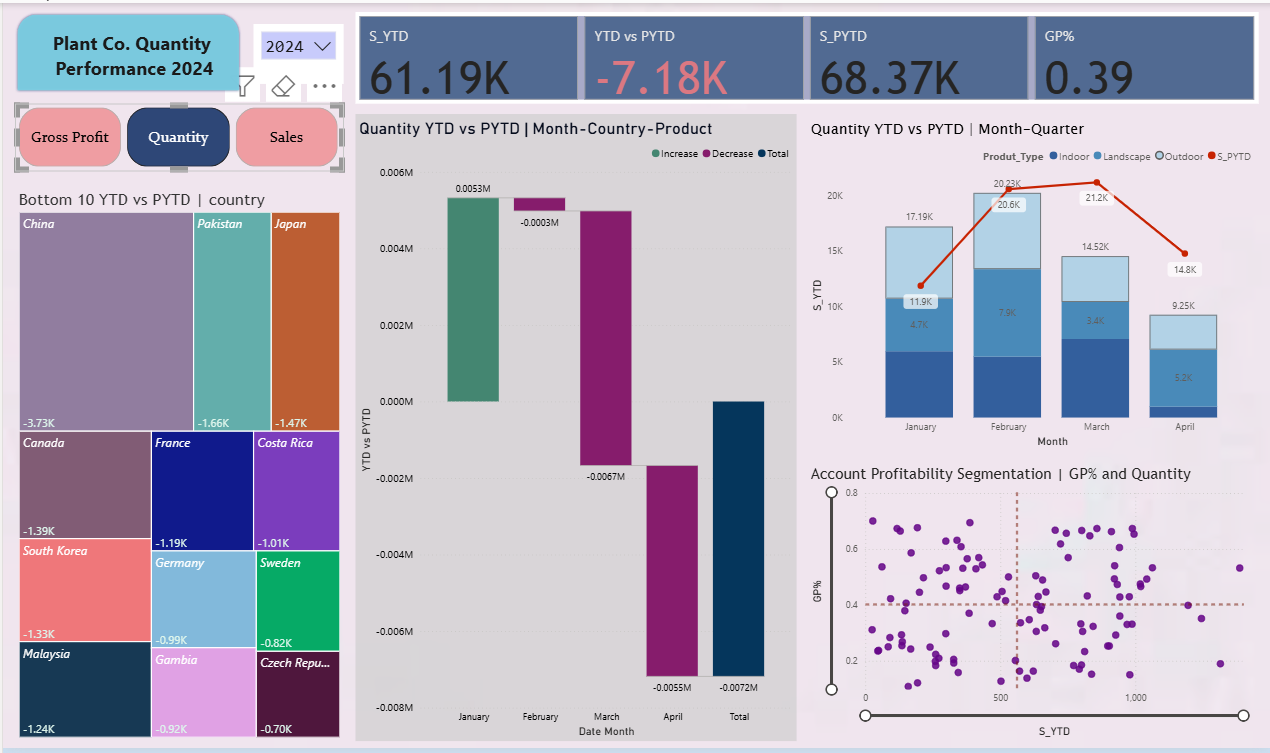 Plant Co. Quantity
Performance 2024
2024
Gross Profit
Quantity
Sales
S_YTD
61.19K
YTD vs PYTD
-7.18K
S_PYTD
68.37K
GP%
0.39
Bottom 10 YTD vs PYTD | country
China
-3.73K
Pakistan
-1.66K
Japan
-1.47K
Canada
-1.39K
France
-1.19K
Costa Rica
-1.01K
South Korea
-1.33K
Germany
-0.99K
Sweden
-0.82K
Malaysia
-1.24K
Gambia
-0.92K
Czech Repu...
-0.70K
Quantity YTD vs PYTD | Month-Country-Product
Increase Decrease Total
0.006M
0.004M
0.002M
0.000M
-0.002M
-0.004M
-0.006M
-0.008M
YTD vs PYTD
0.0053M
-0.0003M
-0.0067M
-0.0055M
-0.0072M
January February March April Total
Date Month
Quantity YTD vs PYTD | Month-Quarter
Produt_Type Indoor Landscape Outdoor S_PYTD
20K
15K
10K
5K
0K
S_YTD
17.19K
20.23K
14.52K
9.25K
11.9K
20.6K
21.2K
14.8K
4.7K
7.9K
3.4K
5.2K
January February March April
Month
Account Profitability Segmentation | GP% and Quantity
0.8
0.6
0.4
0.2
GP%
0 500 1,000
S_YTD